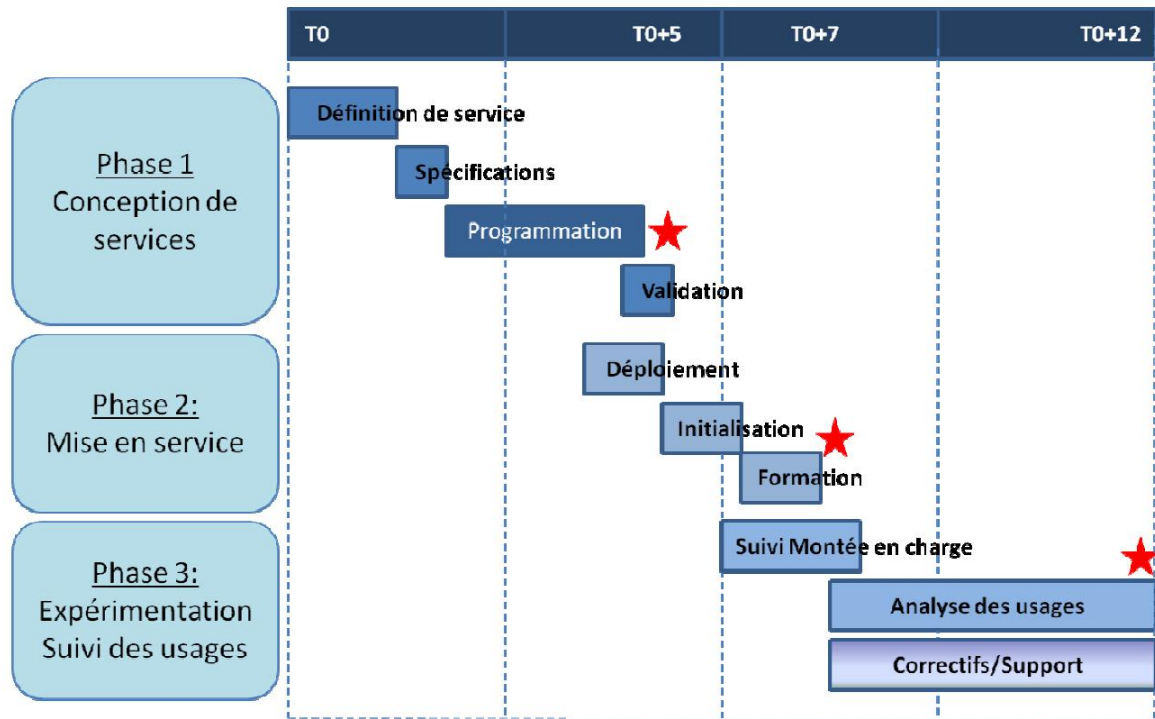 T0 T0+5 T0+7 T0+12
Phase 1
Conception de
services
Définition de service
Spécifications
Programmation
Validation
Phase 2:
Mise en service
Déploiement
Initialisation
Formation
Phase 3:
Expérimentation
Suivi des usages
Suivi Montée en charge
Analyse des usages
Correctifs/Support